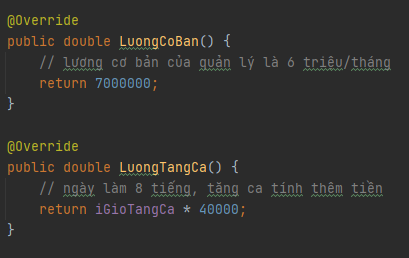 @Override
public double LuongCoBan() {
// lương cơ bản của quản lý là 6 triệu/tháng
return 7000000;
}
@Override
public double LuongTangCa() {
// ngày làm 8 tiếng, tăng ca tính thêm tiền
return iGioTangCa * 40000;
}